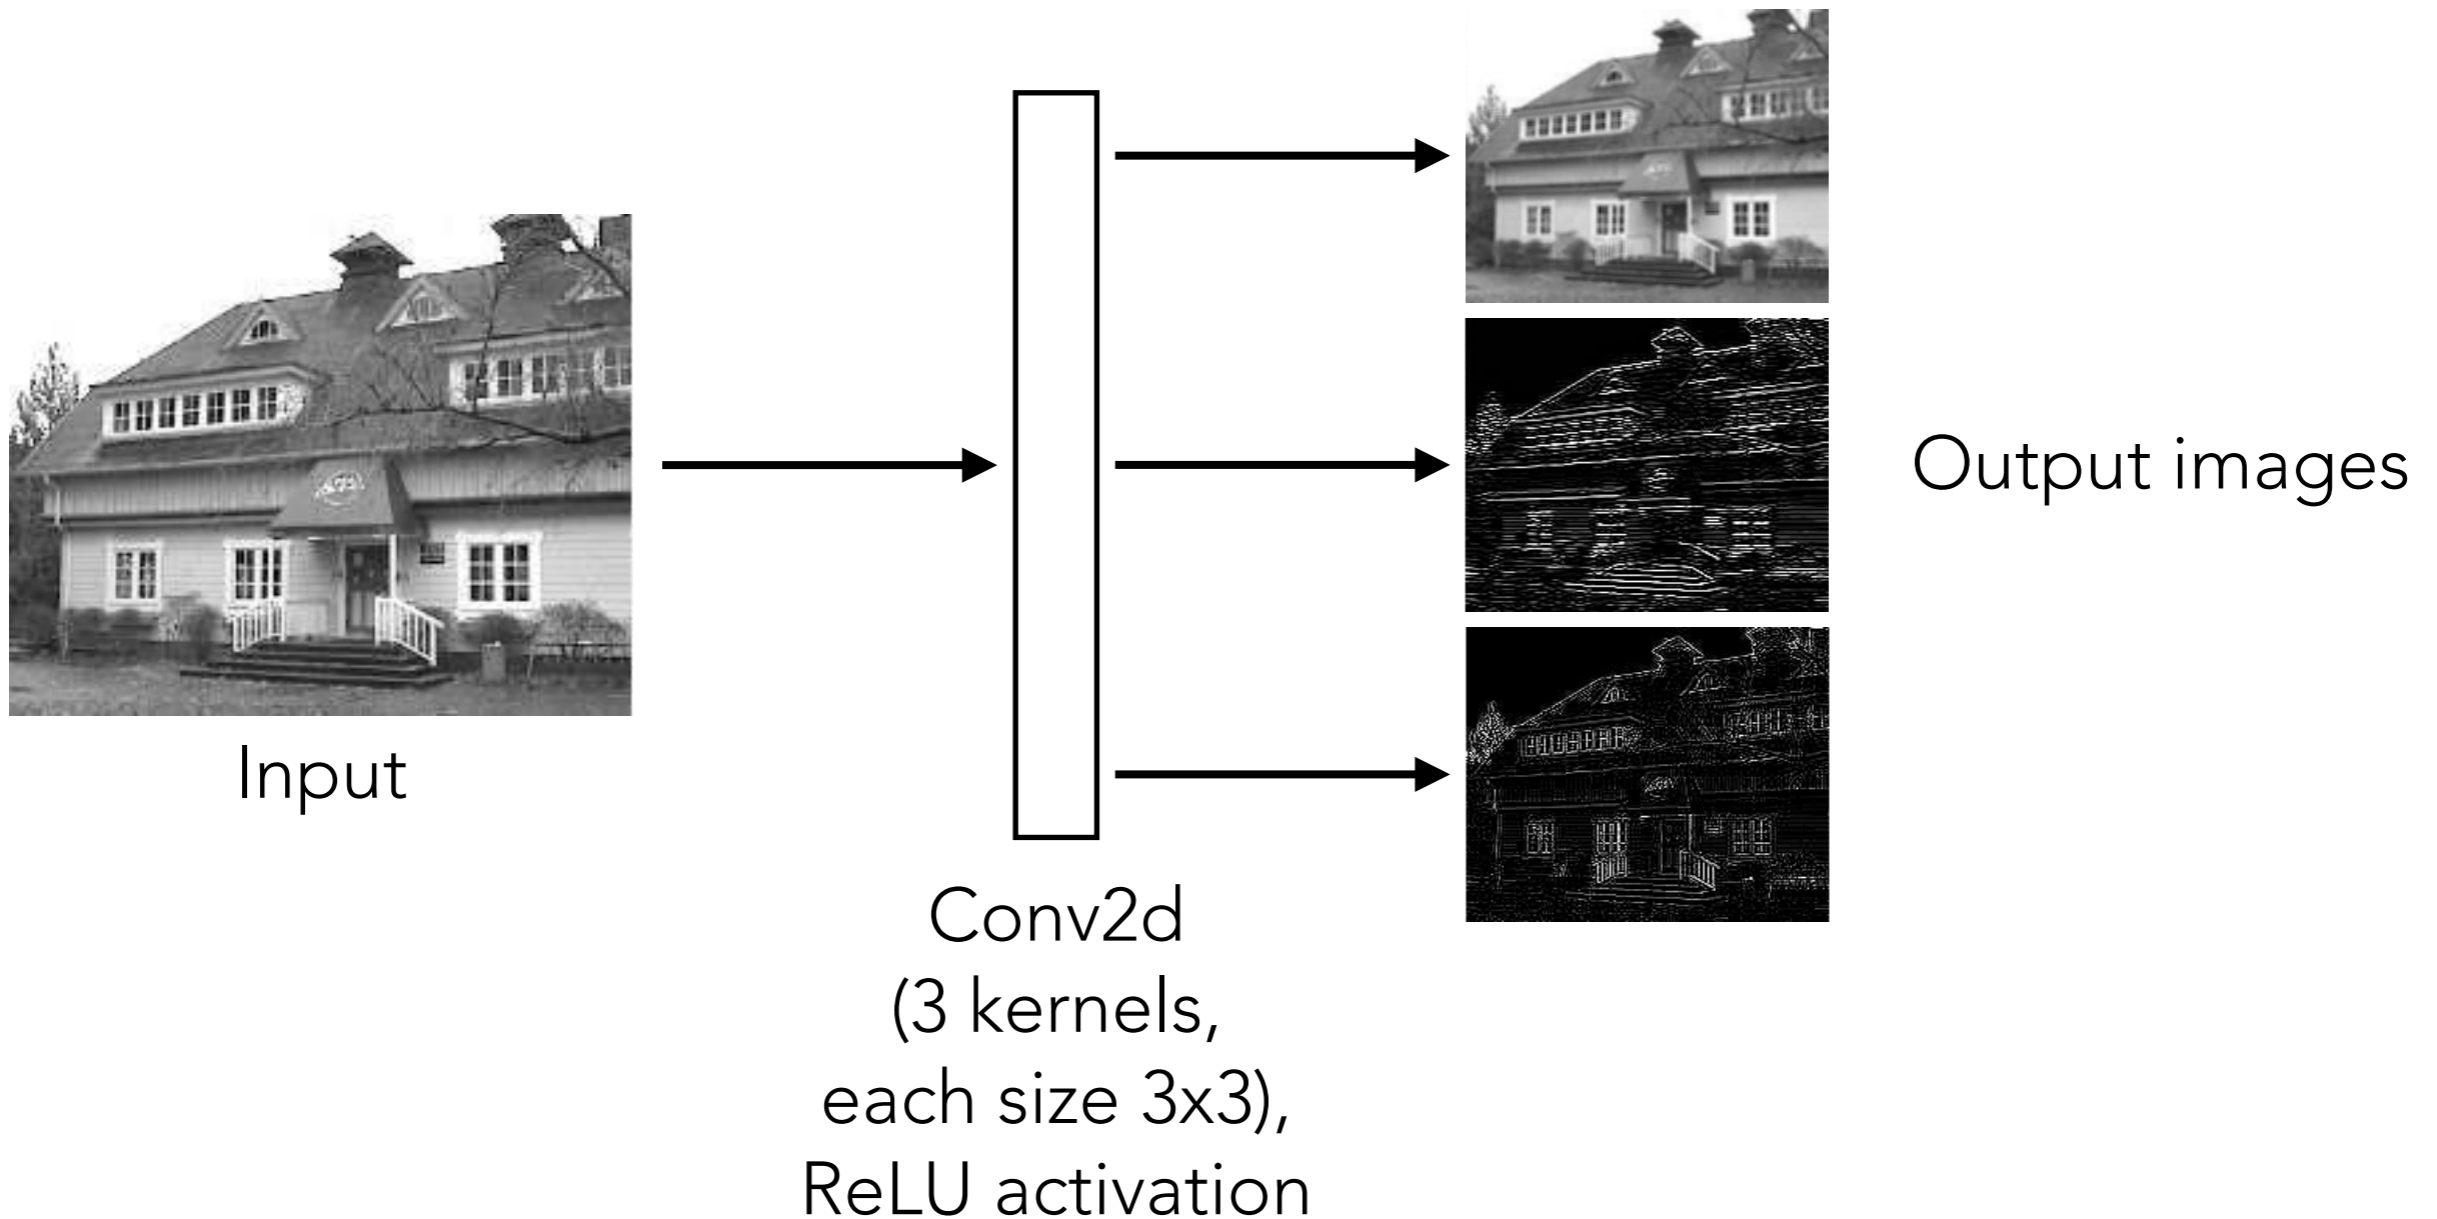 Input
Conv2d
(3 kernels,
each size 3x3),
ReLU activation
Output images